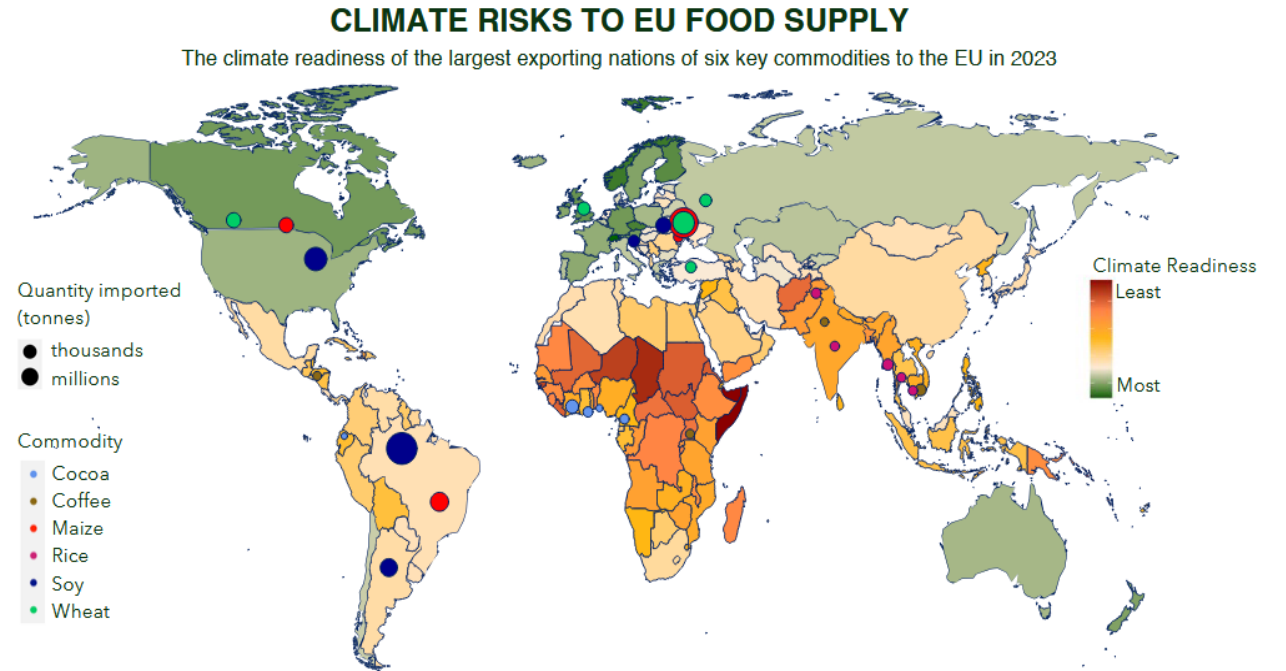 CLIMATE RISKS TO EU FOOD SUPPLY
The climate readiness of the largest exporting nations of six key commodities to the EU in 2023
Quantity imported
(tonnes)
thousands
millions
Commodity
Cocoa
Coffee
Maize
Rice
Soy
Wheat
Climate Readiness
Least
Most